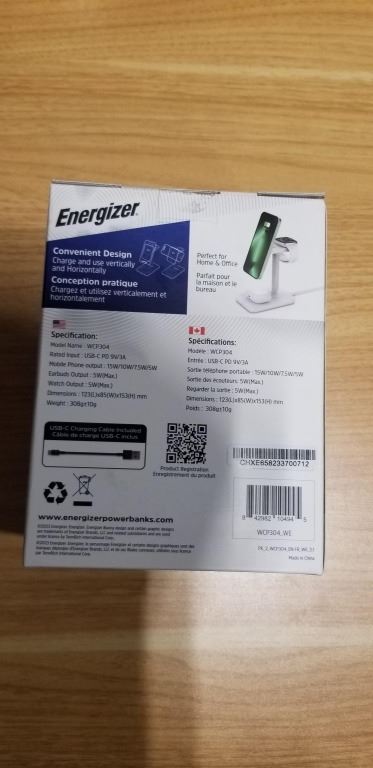 Energizer
Convenient Design
Charge and use vertically
and Horizontally
Conception pratique
Chargez et utilisez verticalement et
horizontalement
Perfect for
Home & Office
Parfait pour
la maison et le
bureau
Specification:
Model Name : WCP304
Rated Input : USB-C PD 9V/3A
Mobile Phone output : 15W/10W/7.5W/5W
Earbuds Output : 5W(Max.)
Watch Output : 5W(Max.)
Dimensions : 123(L)x85(W)x153(H) mm
Weight : 308g±10g
Spécifications:
Modèle : WCP304
Entrée : USB-C PD 9V/3A
Sortie téléphone portable : 15W/10W/7.5W/5W
Sortie des écouteurs: 5W(Max.)
Regarder la sortie : 5W(Max.)
Dimensions : 123(L)x85(W)x153(H) mm
Poids : 308g±10g
USB-C Charging Cable Included
Câble de charge USB-C inclus
Product Registration
Enregistrement du produit
CHXE658233700712
www.energizerpowerbanks.com
8 42982 10494 5
WCP304_WE
Made in China